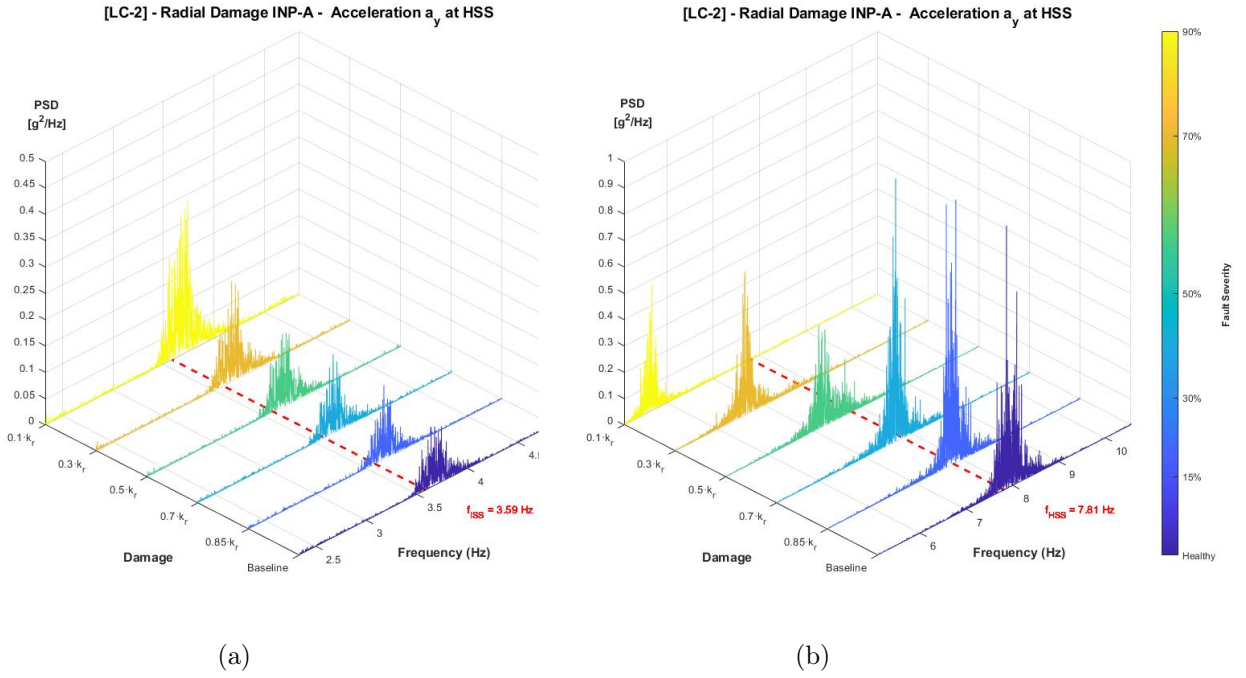 [LC-2] - Radial Damage INP-A - Acceleration a_y at HSS
PSD
[g^2/Hz]
0.5
0.45
0.4
0.35
0.3
0.25
0.2
0.15
0.1
0.05
0
0.1·k_r
0.3·k_r
0.5·k_r
0.7·k_r
0.85·k_r
Baseline
Damage
2.5
3
3.5
4
4.5
Frequency (Hz)
f_ISS = 3.59 Hz
(a)
[LC-2] - Radial Damage INP-A - Acceleration a_y at HSS
PSD
[g^2/Hz]
1
0.9
0.8
0.7
0.6
0.5
0.4
0.3
0.2
0.1
0
0.1·k_r
0.3·k_r
0.5·k_r
0.7·k_r
0.85·k_r
Baseline
Damage
6
7
8
9
10
Frequency (Hz)
f_HSS = 7.81 Hz
(b)
90%
70%
50%
30%
15%
Healthy
Fault Severity